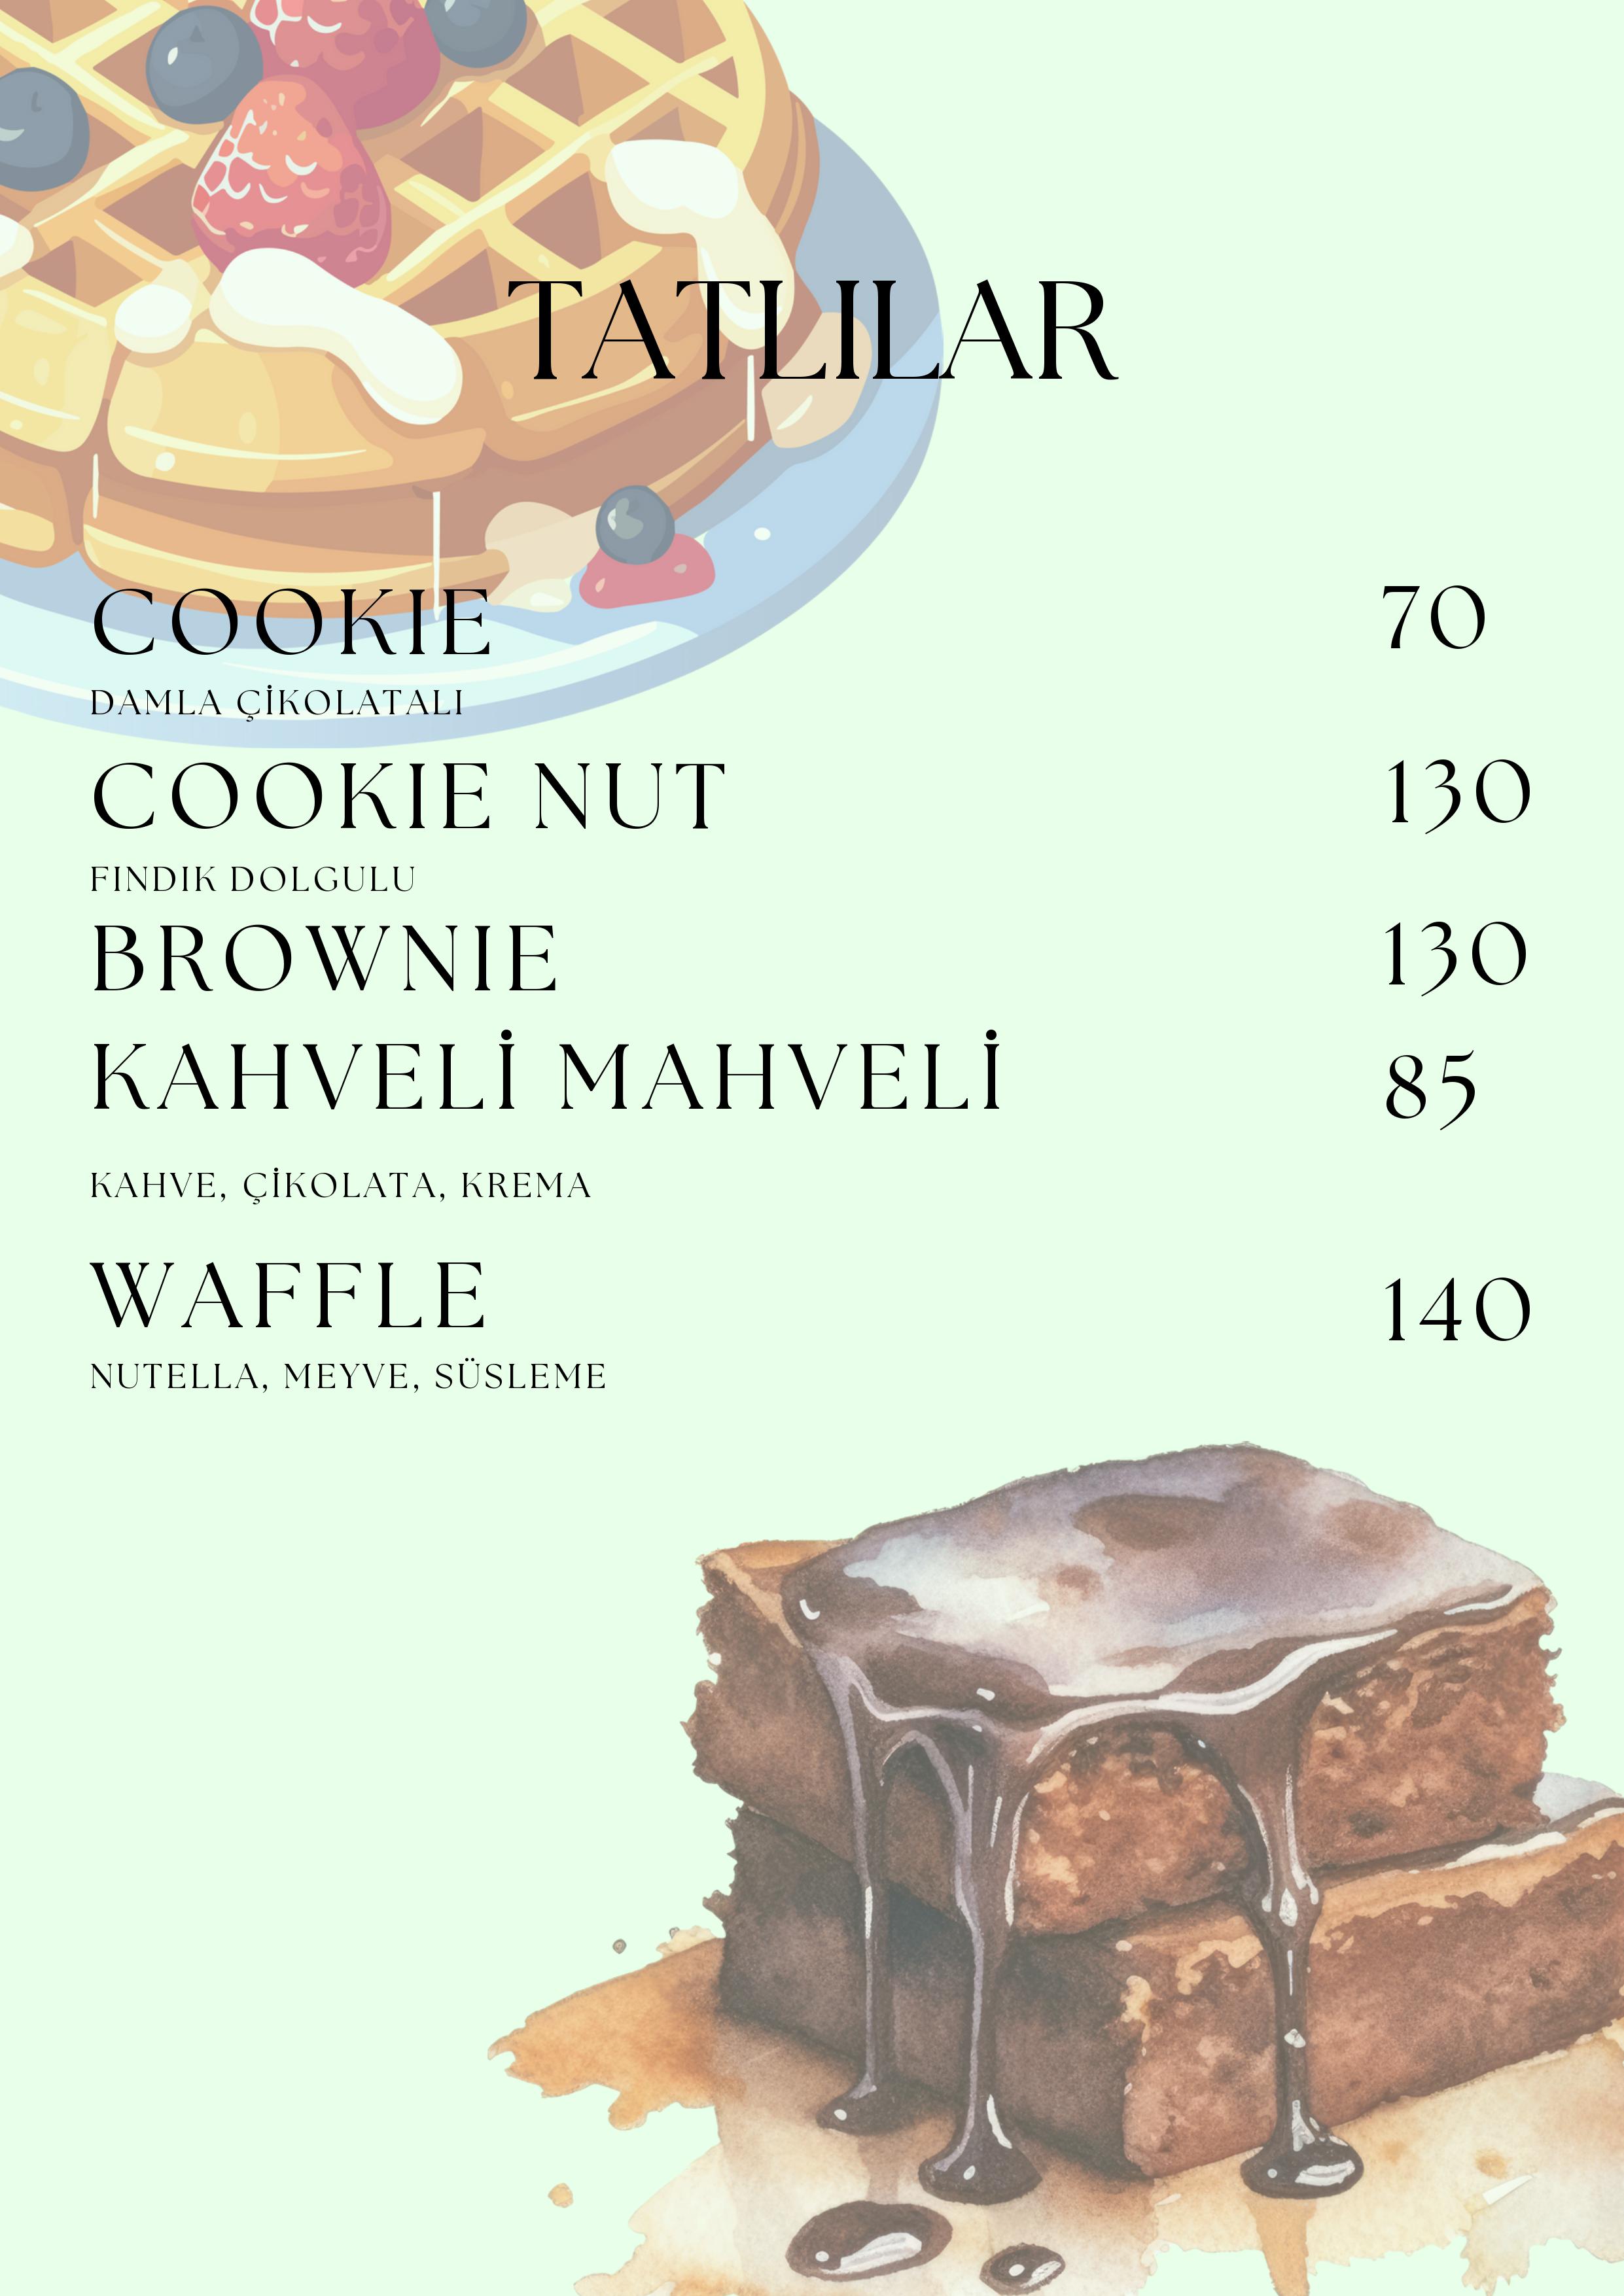 TATLILAR
COOKIE 70
DAMLA ÇİKOLATALI
COOKIE NUT 130
FINDIK DOLGULU
BROWNIE 130
KAHVELİ MAHVELİ 85
KAHVE, ÇİKOLATA, KREMA
WAFFLE 140
NUTELLA, MEYVE, SÜSLEME